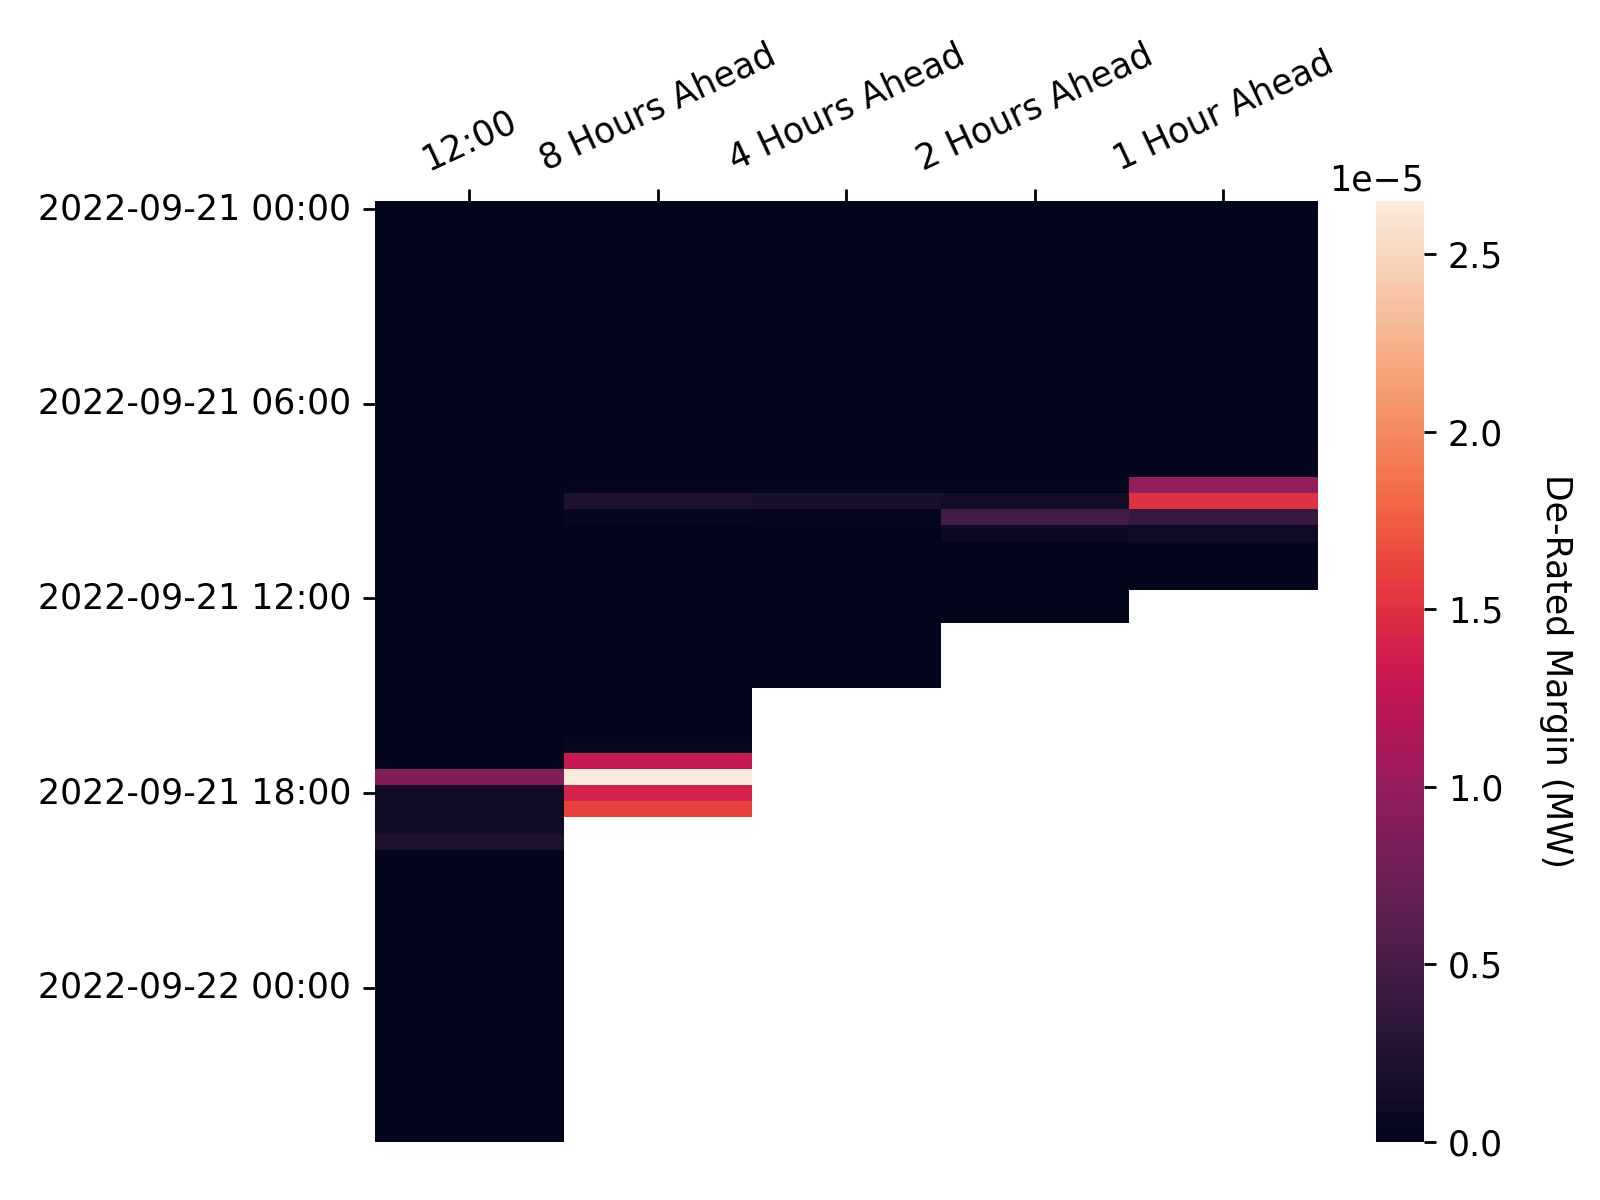 12:00
8 Hours Ahead
4 Hours Ahead
2 Hours Ahead
1 Hour Ahead
1e−5
2022-09-21 00:00
2022-09-21 06:00
2022-09-21 12:00
2022-09-21 18:00
2022-09-22 00:00
2.5
2.0
1.5
1.0
0.5
0.0
De-Rated Margin (MW)